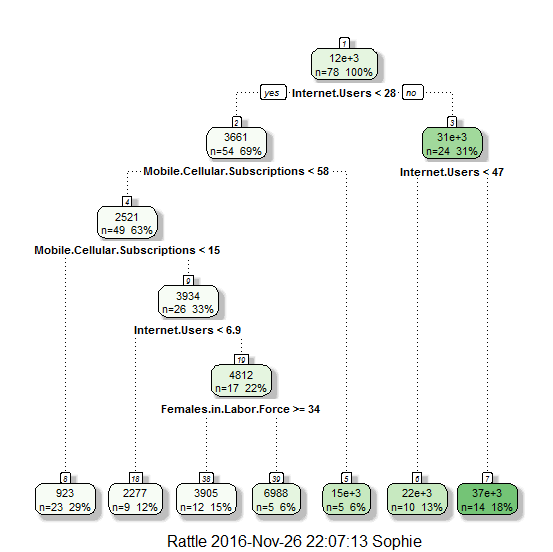 1
12e+3
n=78 100%
yes Internet.Users < 28 no
2
3661
n=54 69%
3
31e+3
n=24 31%
Mobile.Cellular.Subscriptions < 58
Internet.Users < 47
4
2521
n=49 63%
Mobile.Cellular.Subscriptions < 15
9
3934
n=26 33%
Internet.Users < 6.9
19
4812
n=17 22%
Females.in.Labor.Force >= 34
8
923
n=23 29%
18
2277
n=9 12%
38
3905
n=12 15%
39
6988
n=5 6%
5
15e+3
n=5 6%
6
22e+3
n=10 13%
7
37e+3
n=14 18%
Rattle 2016-Nov-26 22:07:13 Sophie